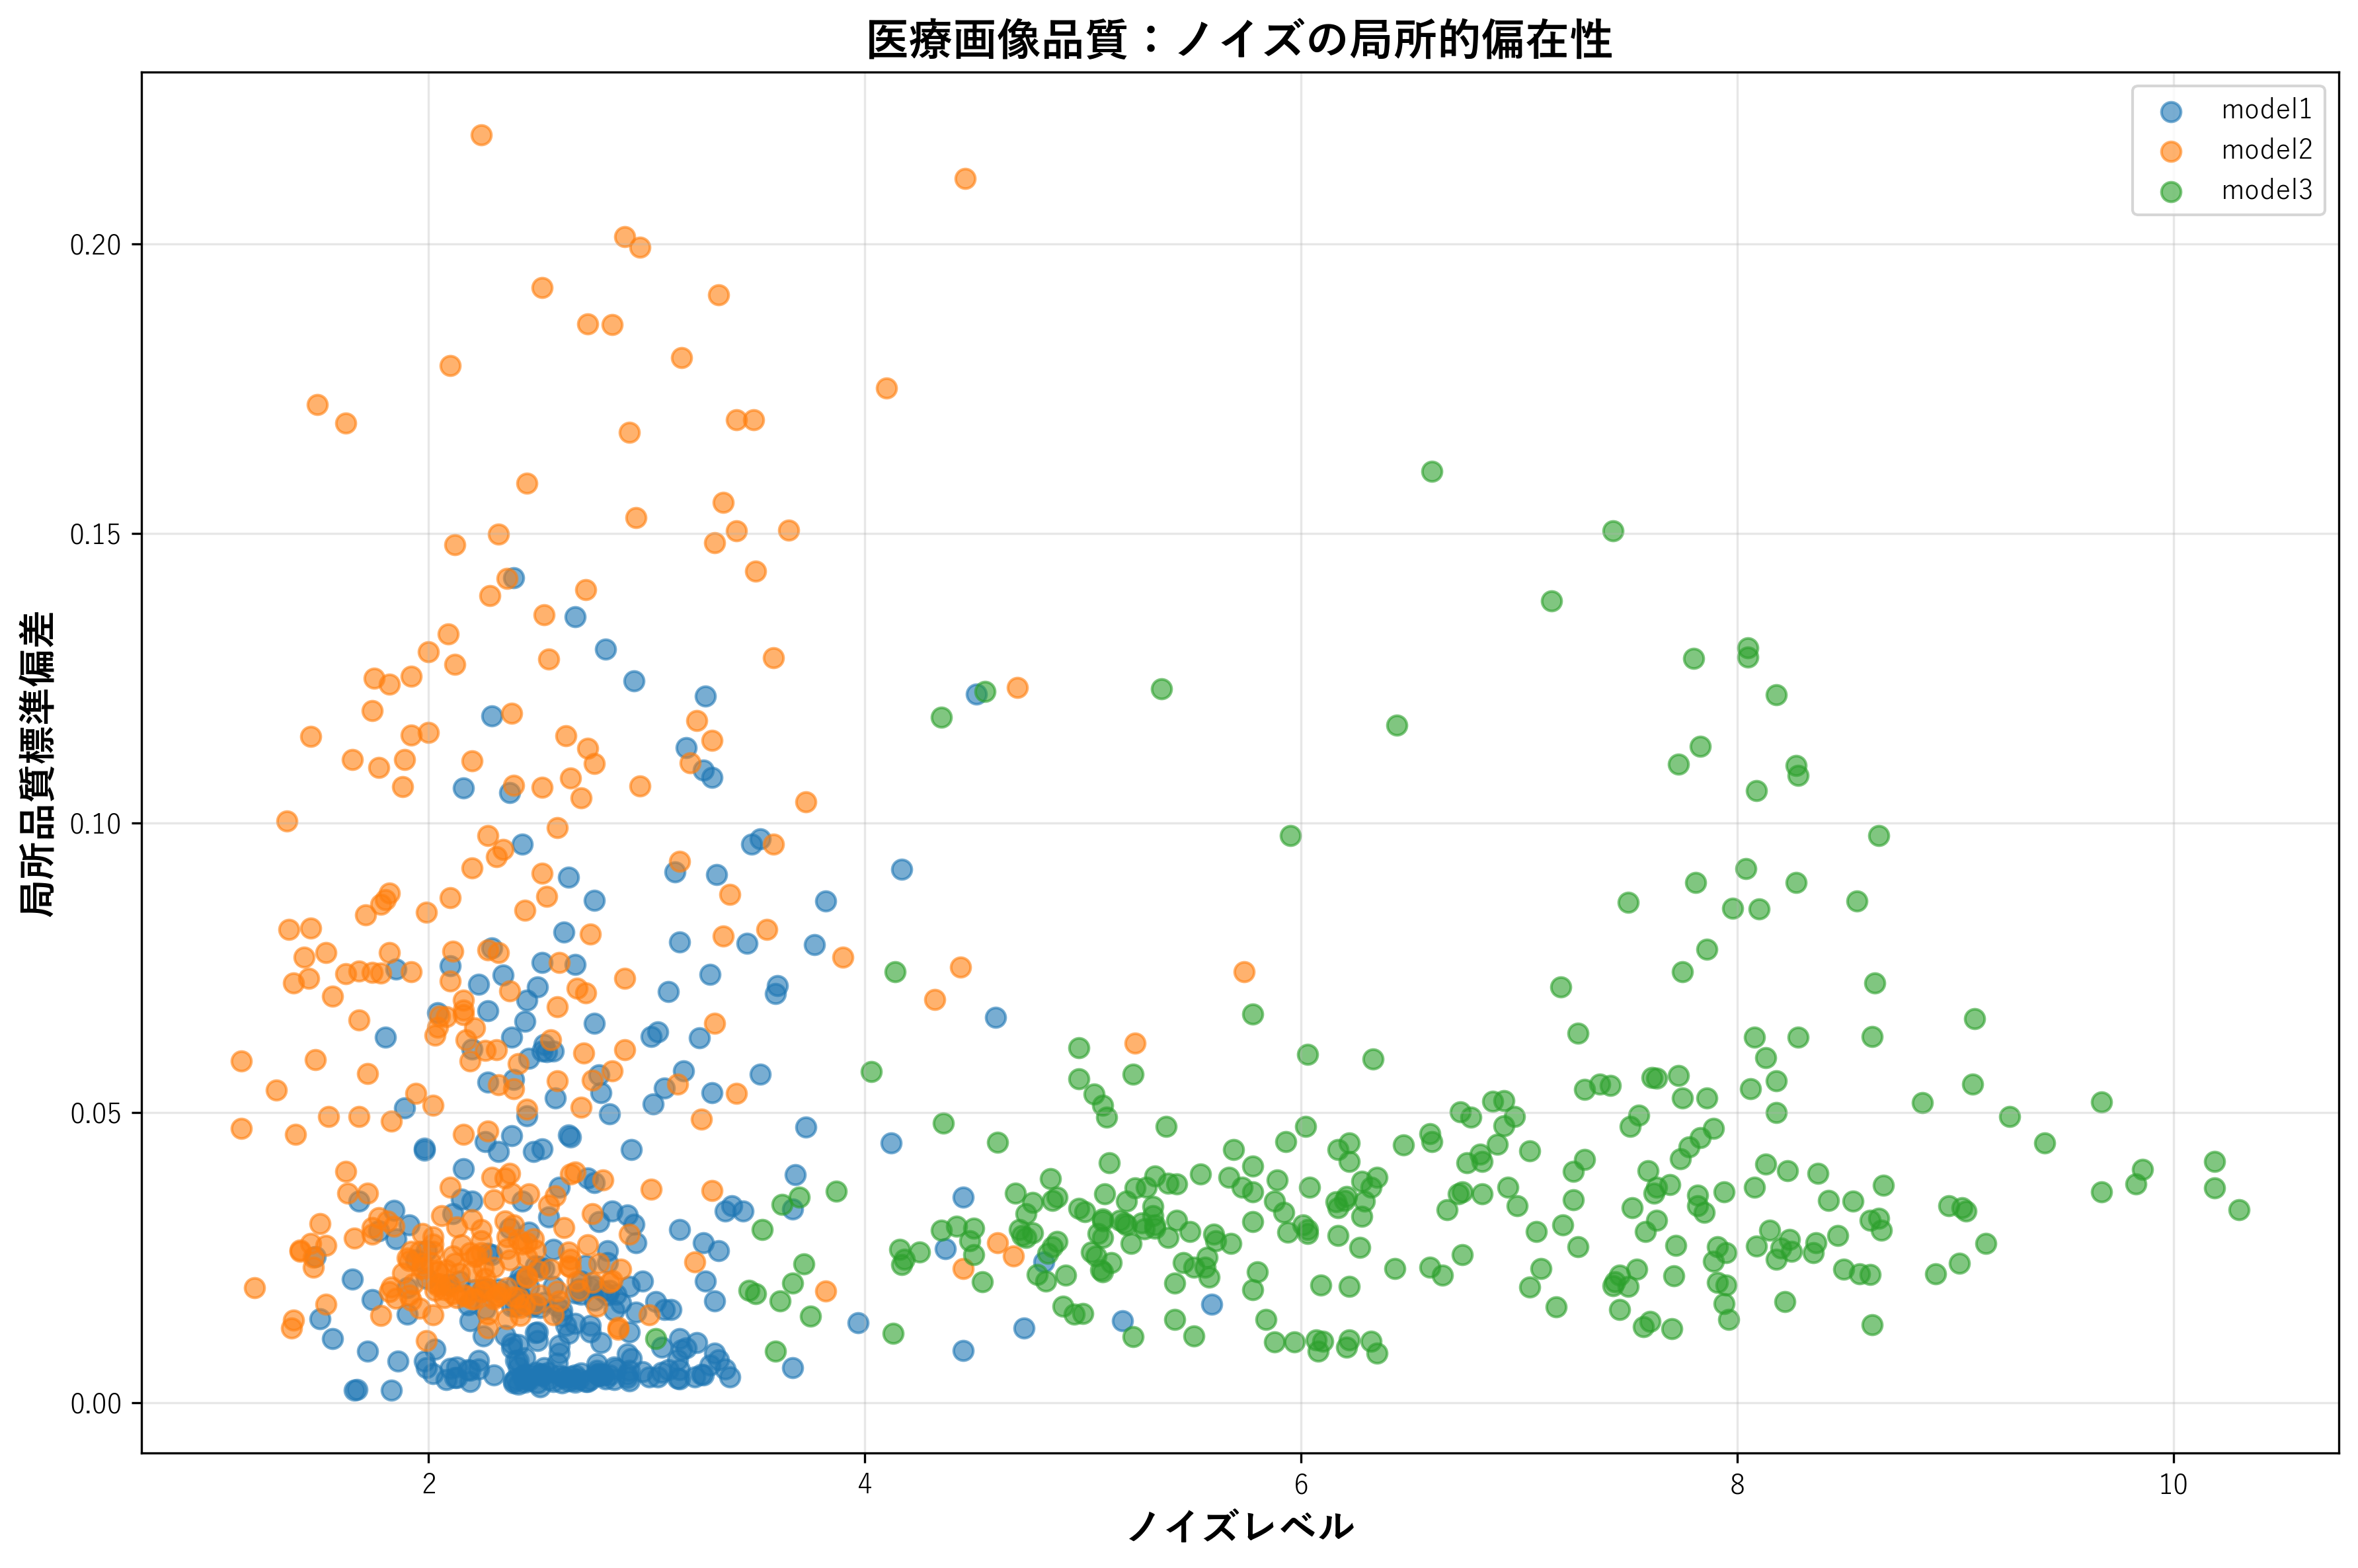 医療画像品質：ノイズの局所的偏在性
model1
model2
model3
局所品質標準偏差
0.20
0.15
0.10
0.05
0.00
2 4 6 8 10
ノイズレベル